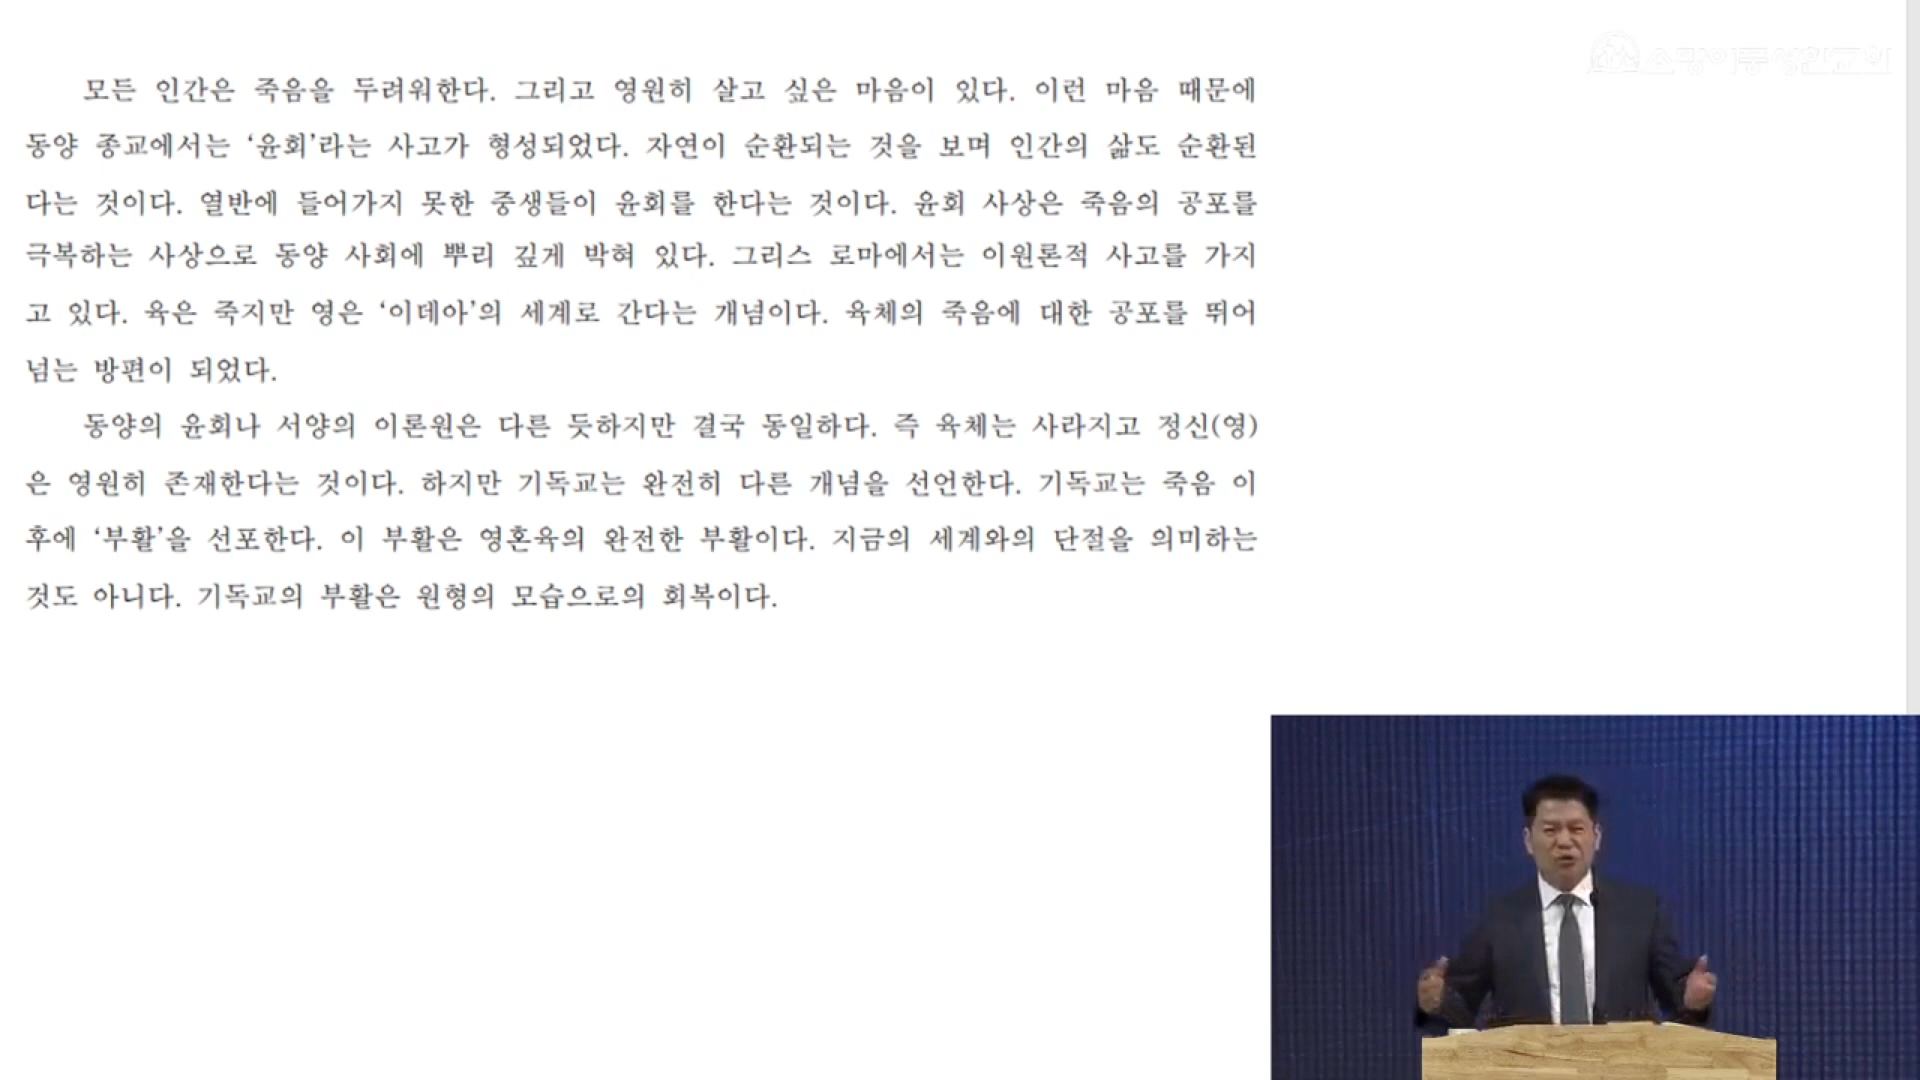 모든 인간은 죽음을 두려워한다. 그리고 영원히 살고 싶은 마음이 있다. 이런 마음 때문에
동양 종교에서는 ‘윤회’라는 사고가 형성되었다. 자연이 순환되는 것을 보며 인간의 삶도 순환된
다는 것이다. 열반에 들어가지 못한 중생들이 윤회를 한다는 것이다. 윤회 사상은 죽음의 공포를
극복하는 사상으로 동양 사회에 뿌리 깊게 박혀 있다. 그리스 로마에서는 이원론적 사고를 가지
고 있다. 육은 죽지만 영은 ‘이데아’의 세계로 간다는 개념이다. 육체의 죽음에 대한 공포를 뛰어
넘는 방편이 되었다.
동양의 윤회나 서양의 이론원은 다른 듯하지만 결국 동일하다. 즉 육체는 사라지고 정신(영)
은 영원히 존재한다는 것이다. 하지만 기독교는 완전히 다른 개념을 선언한다. 기독교는 죽음 이
후에 ‘부활’을 선포한다. 이 부활은 영혼육의 완전한 부활이다. 지금의 세계와의 단절을 의미하는
것도 아니다. 기독교의 부활은 원형의 모습으로의 회복이다.